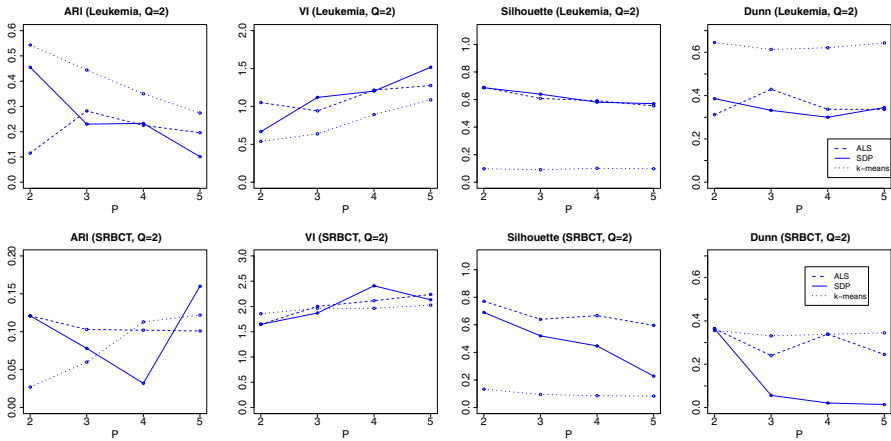 ARI (Leukemia, Q=2)
0.0 0.1 0.2 0.3 0.4 0.5 0.6
2 3 4 5
P
VI (Leukemia, Q=2)
0.0 0.5 1.0 1.5 2.0
2 3 4 5
P
Silhouette (Leukemia, Q=2)
0.0 0.2 0.4 0.6 0.8 1.0
2 3 4 5
P
Dunn (Leukemia, Q=2)
0.0 0.2 0.4 0.6
2 3 4 5
P
ALS
SDP
k−means
ARI (SRBCT, Q=2)
0.00 0.05 0.10 0.15 0.20
2 3 4 5
P
VI (SRBCT, Q=2)
0.0 0.5 1.0 1.5 2.0 2.5 3.0
2 3 4 5
P
Silhouette (SRBCT, Q=2)
0.0 0.2 0.4 0.6 0.8 1.0
2 3 4 5
P
Dunn (SRBCT, Q=2)
0.0 0.2 0.4 0.6
2 3 4 5
P
ALS
SDP
k−means